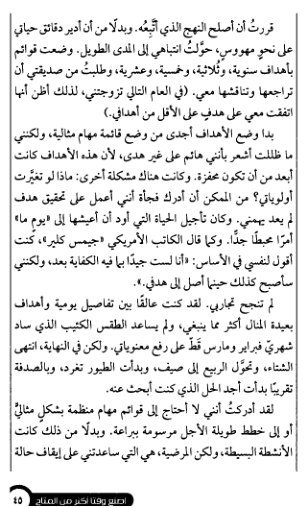 قررتُ أن أصلح النهج الذي أتَّبعُه. وبدلًا من أن أدير دقائق حياتي
على نحوٍ مهووس، حوَّلتُ انتباهي إلى المدى الطويل. وضعت قوائم
بأهداف سنوية، وثُلاثية، وخمسية، وعشرية، وطلبتُ من صديقتي أن
تراجعها وتناقشها معي. (في العام التالي تزوجتني، لذلك أظن أنها
اتفقت معي على هدفٍ على الأقل من أهدافي.)
بدا وضع الأهداف أجدى من وضع قائمة مهام مثالية، ولكنني
ما ظللت أشعر بأنني هائم على غير هدى، لأن هذه الأهداف كانت
أبعد من أن تكون محفزة. وكانت هناك مشكلة أخرى: ماذا لو تغيَّرت
أولوياتي؟ من الممكن أن أدرك فجأة أنني أعمل على تحقيق هدف
لم يعد يهمني. وكان تأجيل الحياة التي أود أن أعيشها إلى «يومٍ ما»
أمرًا محبطًا جدًّا. وكما قال الكاتب الأمريكي «جيمس كلير»، كنت
أقول لنفسي في الأساس: «أنا لست جيدًا بما فيه الكفاية بعد، ولكنني
سأصبح كذلك حينما أصل إلى هدفي».
لم تنجح تجاربي. لقد كنت عالقًا بين تفاصيل يومية وأهداف
بعيدة المنال أكثر مما ينبغي، ولم يساعد الطقس الكئيب الذي ساد
شهريّ فبراير ومارس قطّ على رفع معنوياتي. ولكن في النهاية، انتهى
الشتاء، وتحوَّل الربيع إلى صيف، وبدأت الطيور تغرد، وبالصدفة
تقريبًا بدأت أجد الحل الذي كنت أبحث عنه.
لقد أدركتُ أنني لا أحتاج إلى قوائم مهام منظمة بشكلٍ مثاليٍّ
أو إلى خطط طويلة الأجل مرسومة ببراعة. وبدلًا من ذلك كانت
الأنشطة البسيطة، ولكن المرضية، هي التي ساعدتني على إيقاف حالة
اصنع وقتًا أكثر من المتاح ٤٥